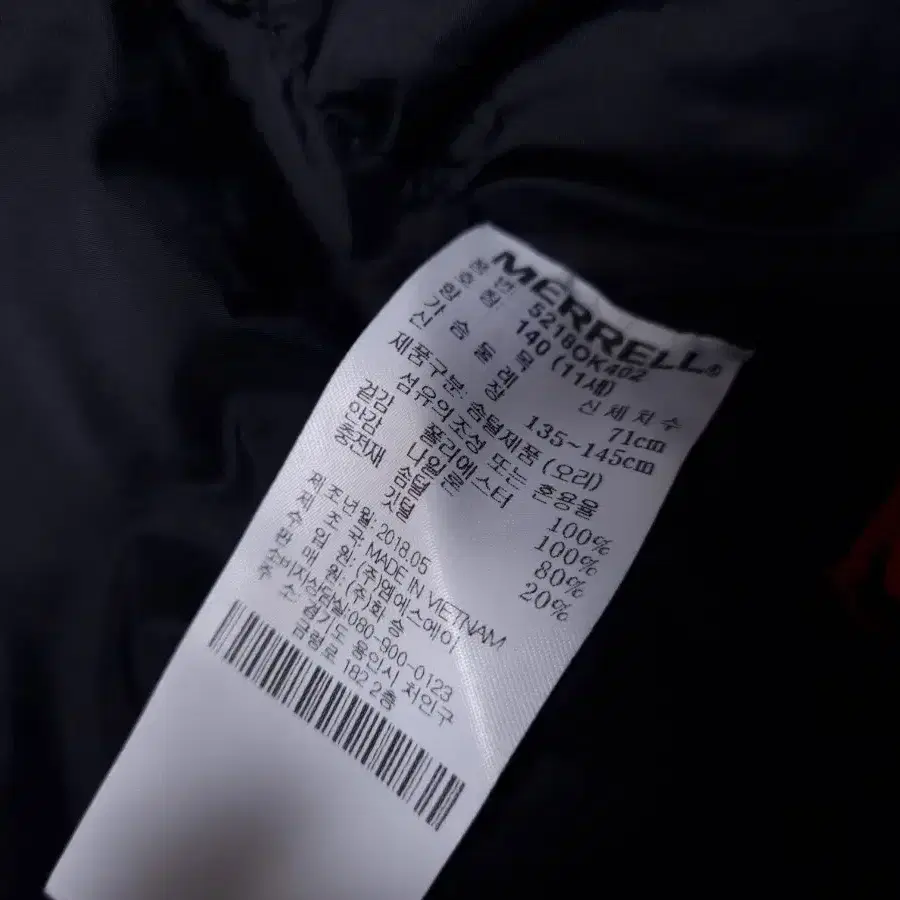 MERRELL®
품 번: 5218OK402
호 칭: 140 (11세)
항 목 신체치수
가슴둘레 71cm
신 장 135~145cm
제품구분: 솜털제품 (오리)
섬유의조성 또는 혼용율
겉감 폴리에스터 100%
안감 나일론 100%
충전재 솜털 80%
깃털 20%
제조년월: 2018.05
제 조 국: MADE IN VIETNAM
수 입 원: (주)엠에스에이
판 매 원: (주)화 승
소비자상담실:080-900-0123
주 소: 경기도 용인시 처인구
금형로 182 2층